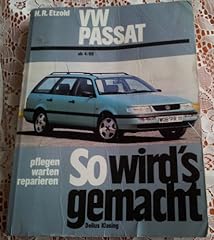 H.R. Etzold
VW
PASSAT
ab 4/88
pflegen
warten
reparieren
So wird's
gemacht
Delius Klasing